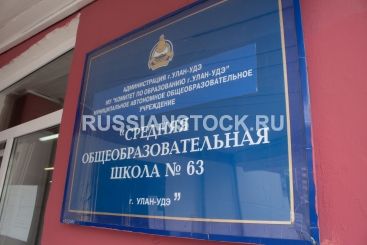 АДМИНИСТРАЦИЯ г. УЛАН-УДЭ
МУ "КОМИТЕТ ПО ОБРАЗОВАНИЮ г.УЛАН-УДЭ"
МУНИЦИПАЛЬНОЕ АВТОНОМНОЕ ОБЩЕОБРАЗОВАТЕЛЬНОЕ
УЧРЕЖДЕНИЕ
RUSSIANSTOCK.RU
"СРЕДНЯЯ
ОБЩЕОБРАЗОВАТЕЛЬНАЯ
ШКОЛА № 63
г. УЛАН-УДЭ "